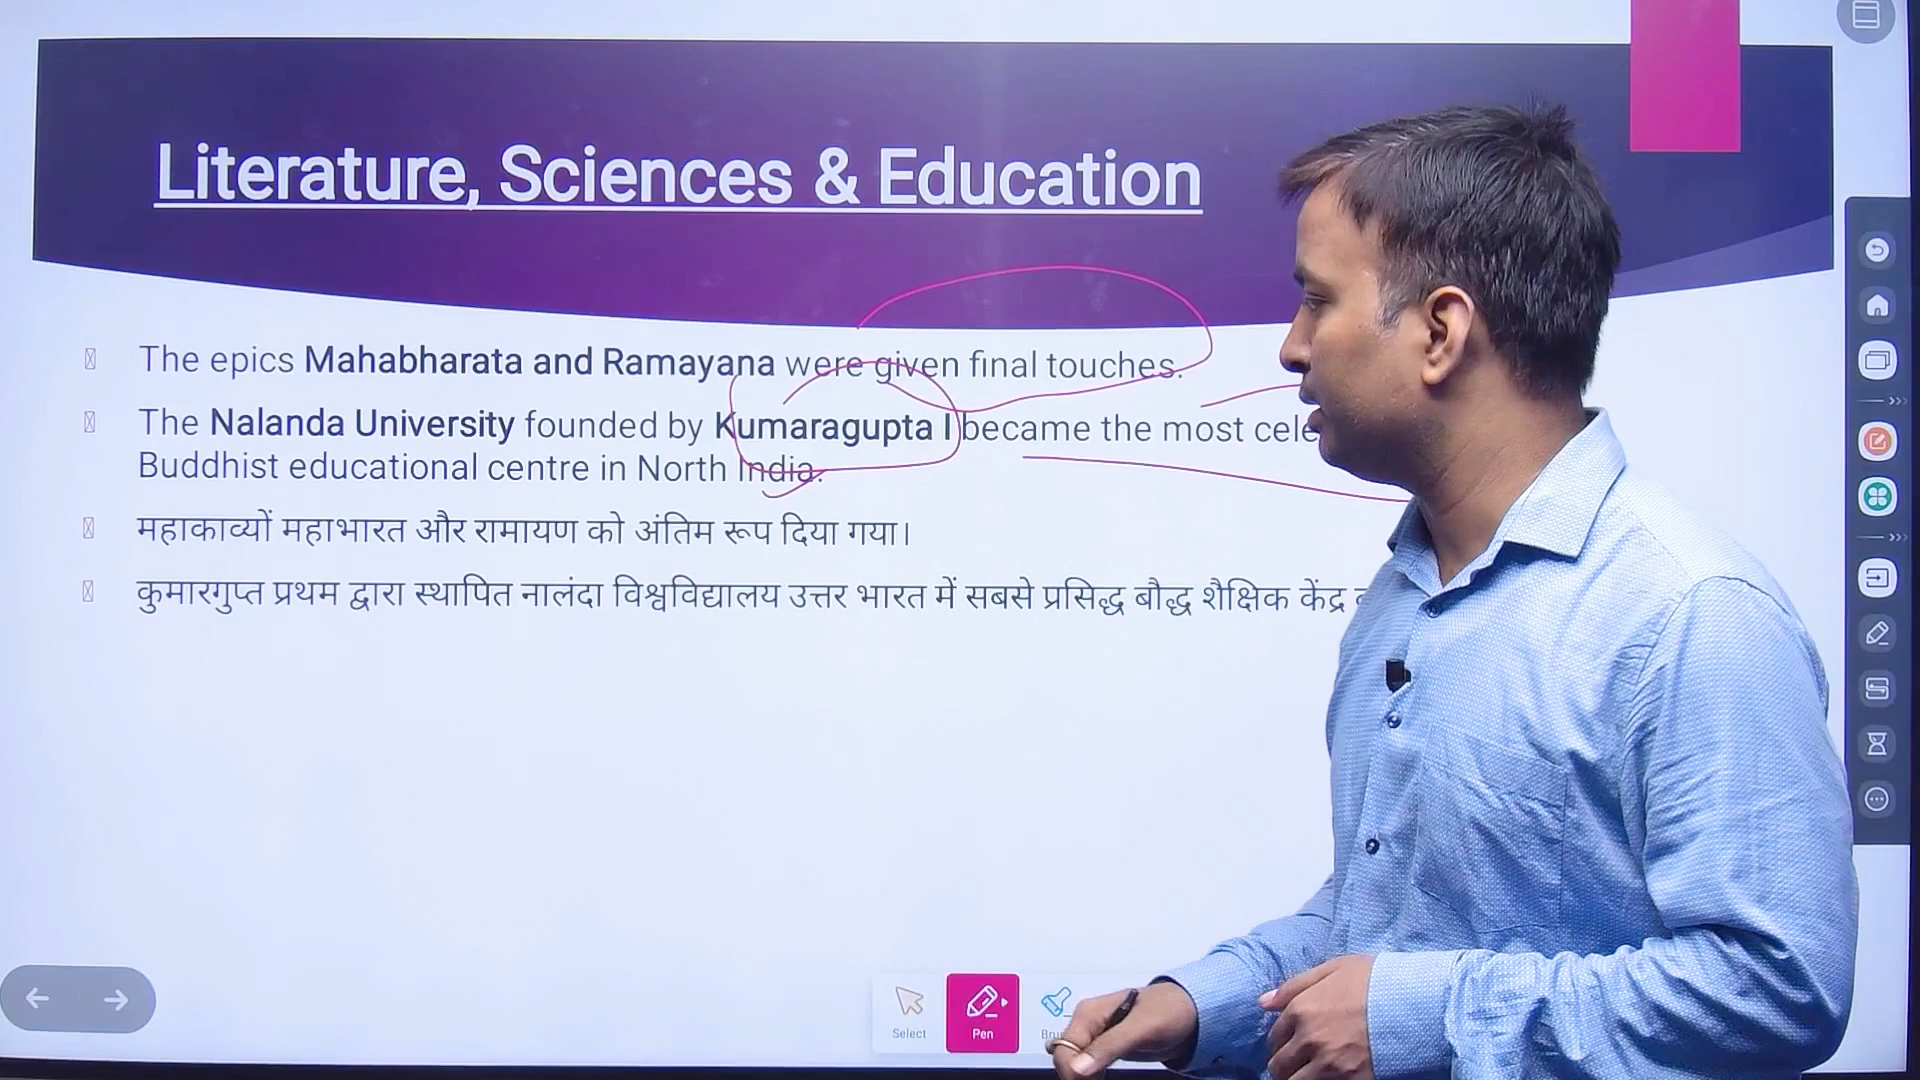 Literature, Sciences & Education
The epics Mahabharata and Ramayana were given final touches.
The Nalanda University founded by Kumaragupta I became the most
Buddhist educational centre in North India.
महाकाव्यों महाभारत और रामायण को अंतिम रूप दिया गया।
कुमारगुप्त प्रथम द्वारा स्थापित नालंदा विश्वविद्यालय उत्तर भारत में सबसे प्रसिद्ध बौद्ध शैक्षिक केंद्र
Select
Pen